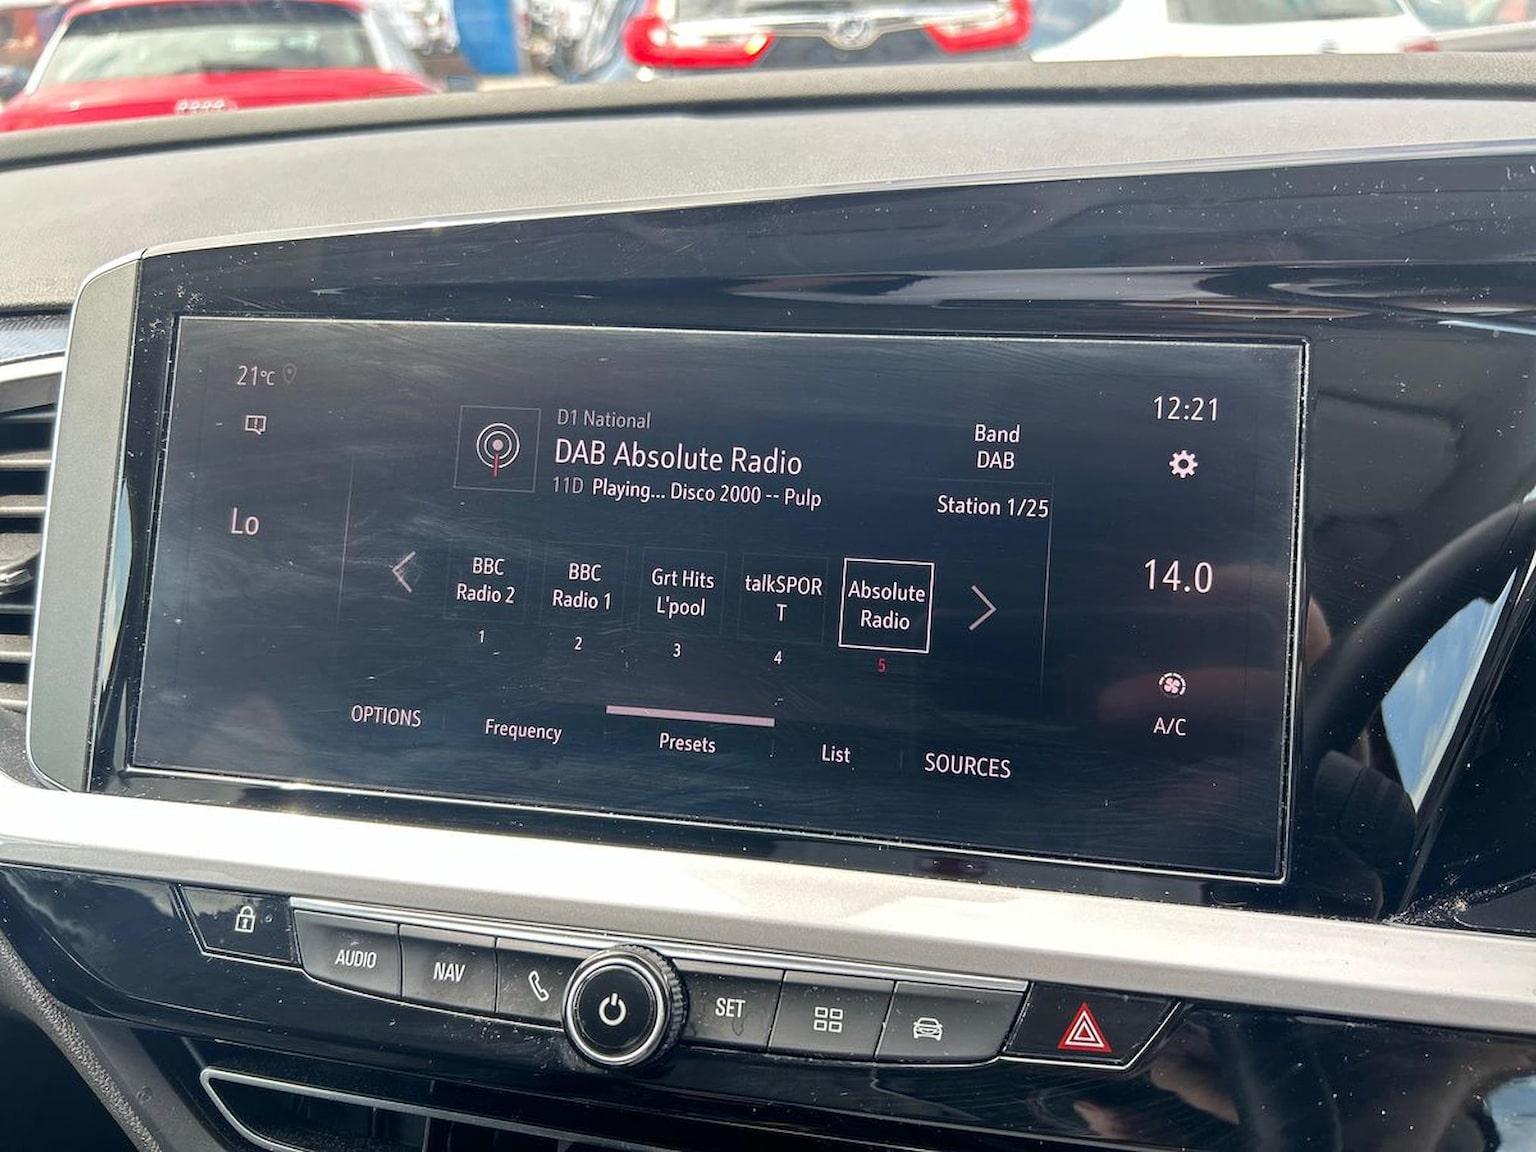 21°C
12:21
D1 National
DAB Absolute Radio
11D Playing... Disco 2000 -- Pulp
Band
DAB
Station 1/25
Lo
14.0
BBC
Radio 2
1
BBC
Radio 1
2
Grt Hits
L'pool
3
talkSPOR
T
4
Absolute
Radio
5
A/C
OPTIONS
Frequency
Presets
List
SOURCES
AUDIO
NAV
SET